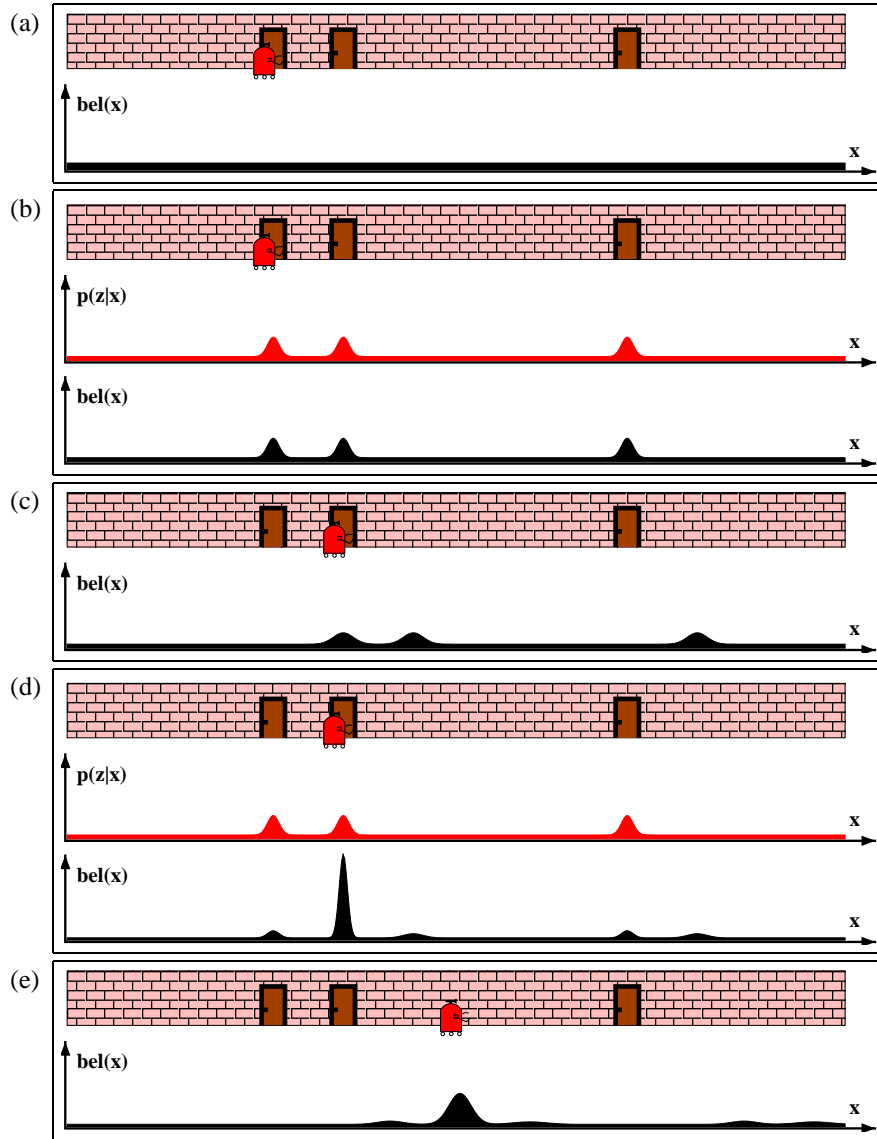 (a)
bel(x)
x
(b)
p(z|x)
x
bel(x)
x
(c)
bel(x)
x
(d)
p(z|x)
x
bel(x)
x
(e)
bel(x)
x